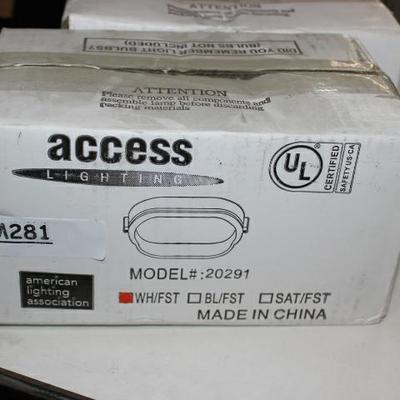 DID YOU REMEMBER LIGHT BULBS?
(BULBS NOT INCLUDED)
ATTENTION
Please remove all components and
assemble lamp before discarding
packing materials
access
LIGHTING
UL
CERTIFIED
SAFETY US-CA
M281
american
lighting
association
MODEL#:20291
WH/FST BL/FST SAT/FST
MADE IN CHINA